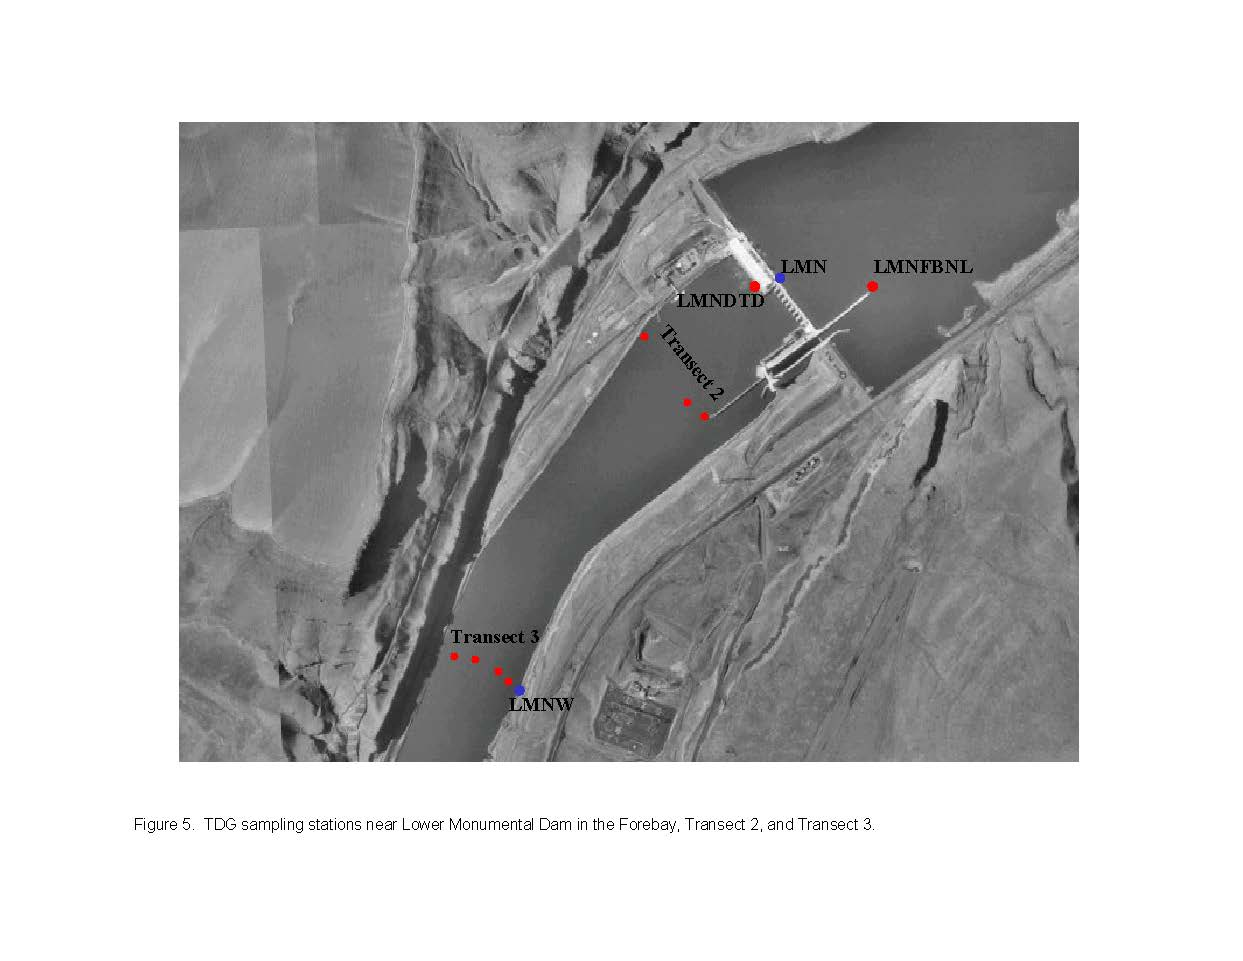 LMN
LMNFBNL
LMNDTD
Transect 2
Transect 3
LMNW
Figure 5.  TDG sampling stations near Lower Monumental Dam in the Forebay, Transect 2, and Transect 3.